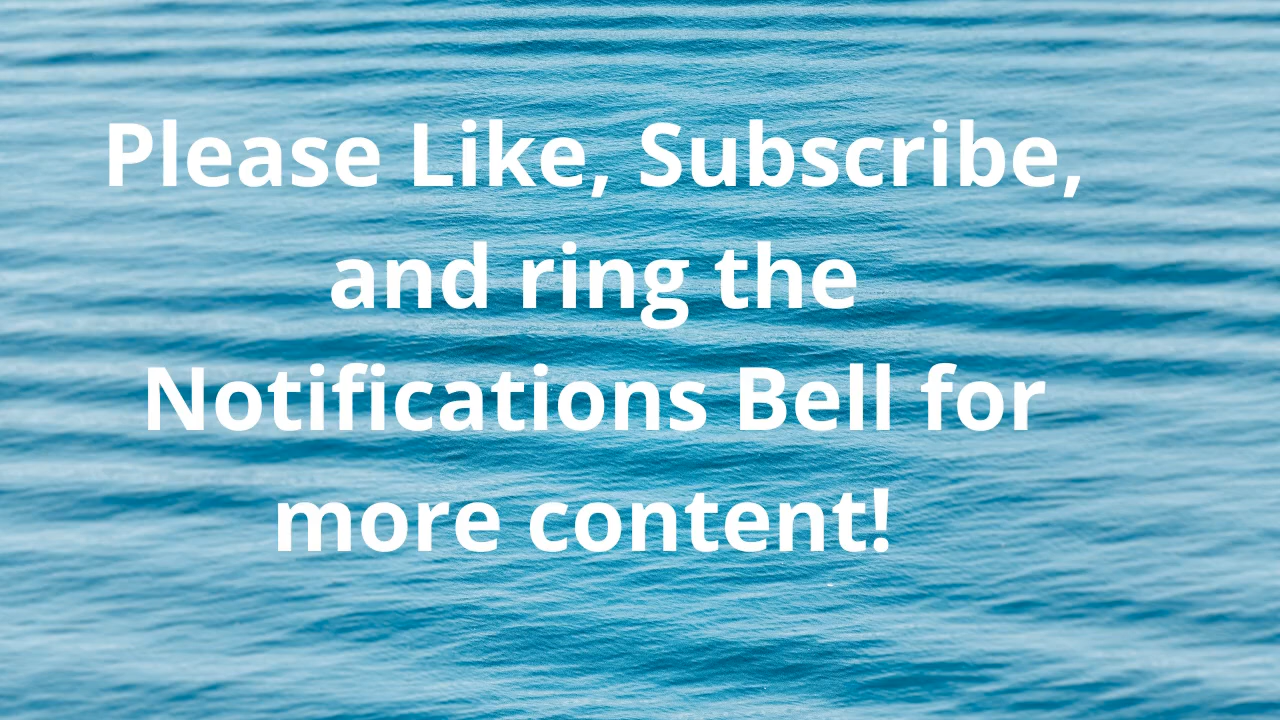 Please Like, Subscribe,
and ring the
Notifications Bell for
more content!